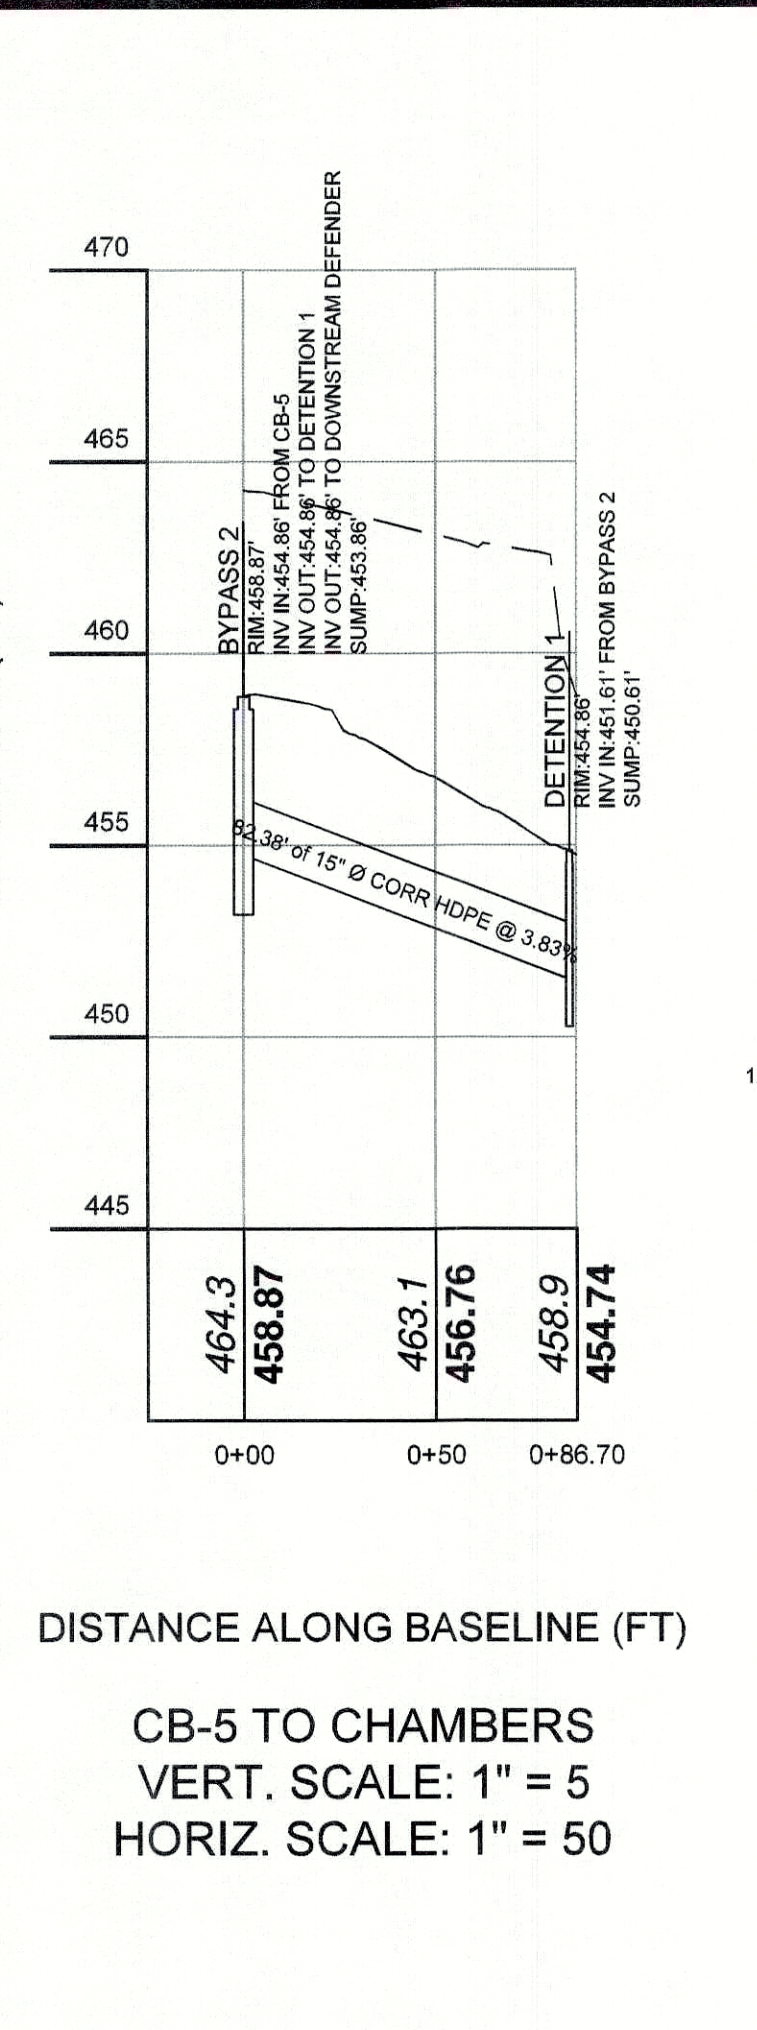 470
465
460
455
450
445
BYPASS 2
RIM:458.87'
INV IN:454.86' FROM CB-5
INV OUT:454.86' TO DETENTION 1
INV OUT:454.86' TO DOWNSTREAM DEFENDER
SUMP:453.86'
DETENTION 1
RIM:454.86'
INV IN:451.61' FROM BYPASS 2
SUMP:450.61'
82.38' of 15" Ø CORR HDPE @ 3.83%
1
464.3
458.87
463.1
456.76
458.9
454.74
0+00
0+50
0+86.70
DISTANCE ALONG BASELINE (FT)
CB-5 TO CHAMBERS
VERT. SCALE: 1" = 5
HORIZ. SCALE: 1" = 50